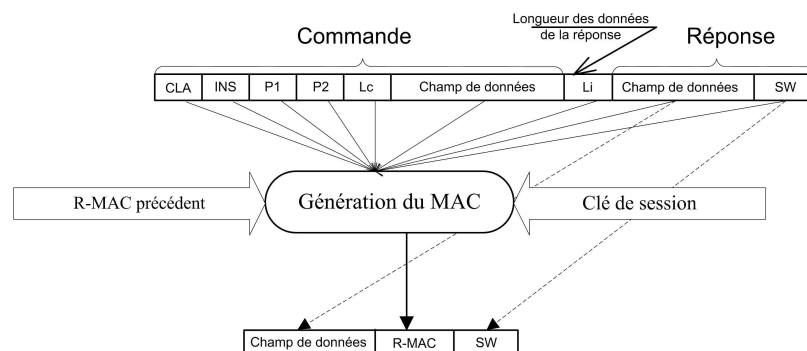 Longueur des données
de la réponse
Commande
Réponse
CLA INS P1 P2 Lc Champ de données Li Champ de données SW
R-MAC précédent
Génération du MAC
Clé de session
Champ de données R-MAC SW